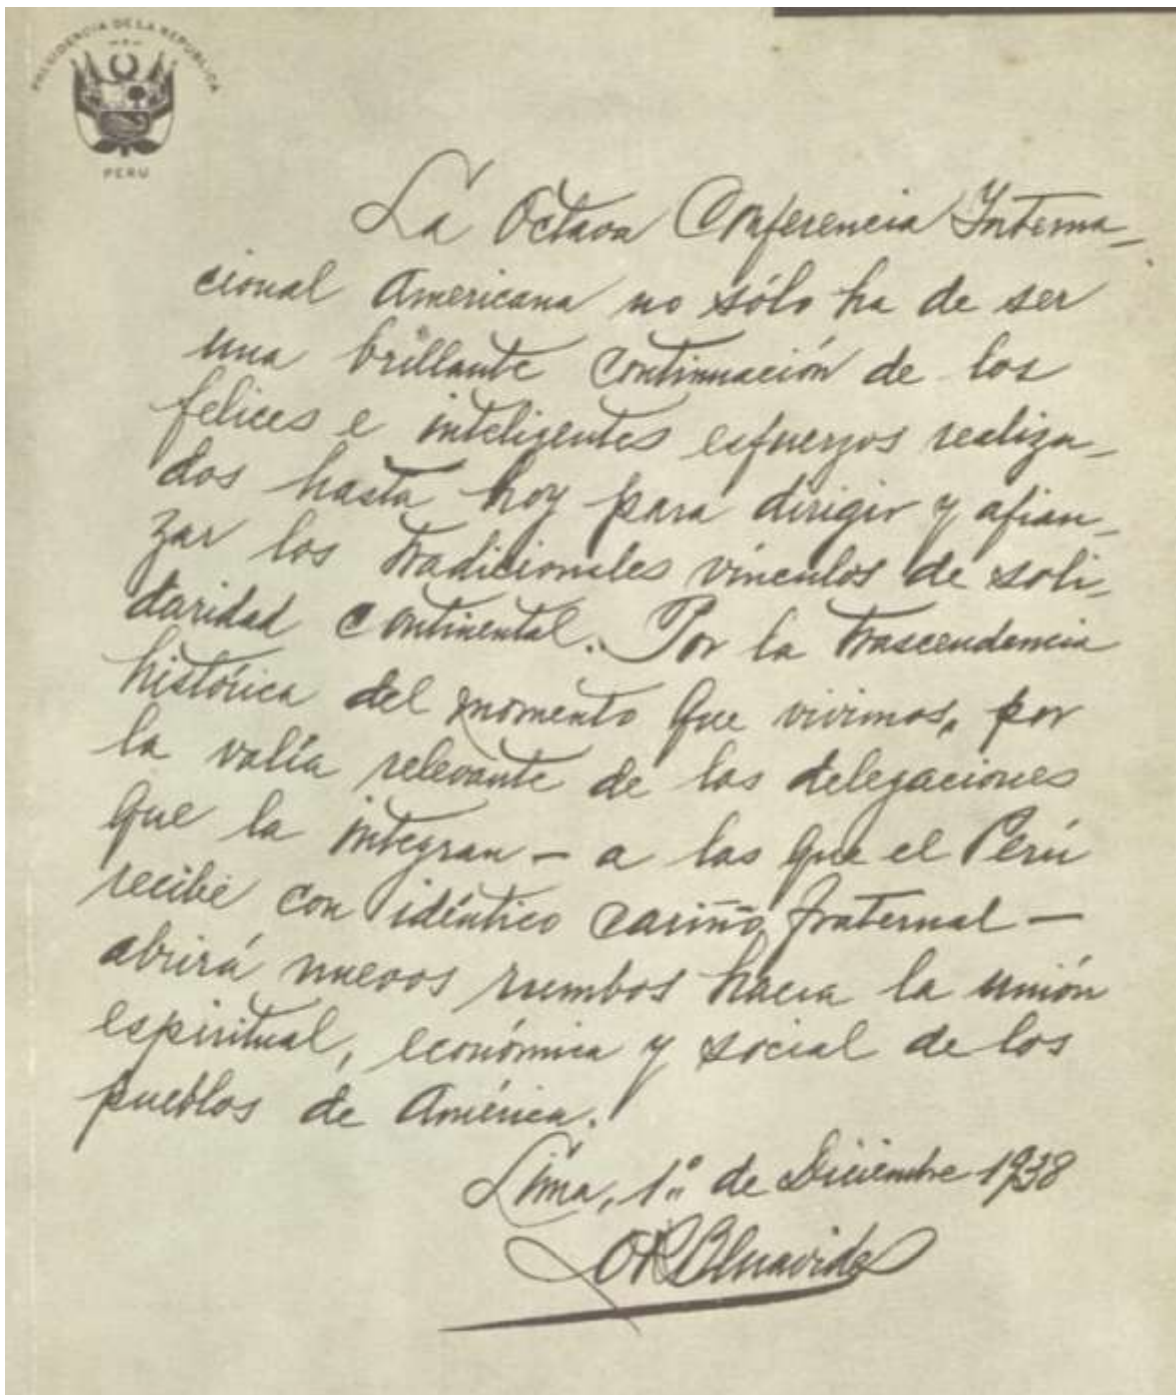 PRESIDENCIA DE LA REPUBLICA
PERU
La Octava Conferencia Interna-
cional Americana no sólo ha de ser
una brillante continuación de los
felices e inteligentes esfuerzos realiza-
dos hasta hoy para dirigir y afian-
zar los tradicionales vínculos de soli-
daridad continental. Por la trascendencia
histórica del momento que vivimos, por
la valía relevante de las delegaciones
que la integran – a las que el Perú
recibe con idéntico cariño fraternal –
abrirá nuevos rumbos hacia la unión
espiritual, económica y social de los
pueblos de América.
Lima, 1º de Diciembre 1938
OR Benavides